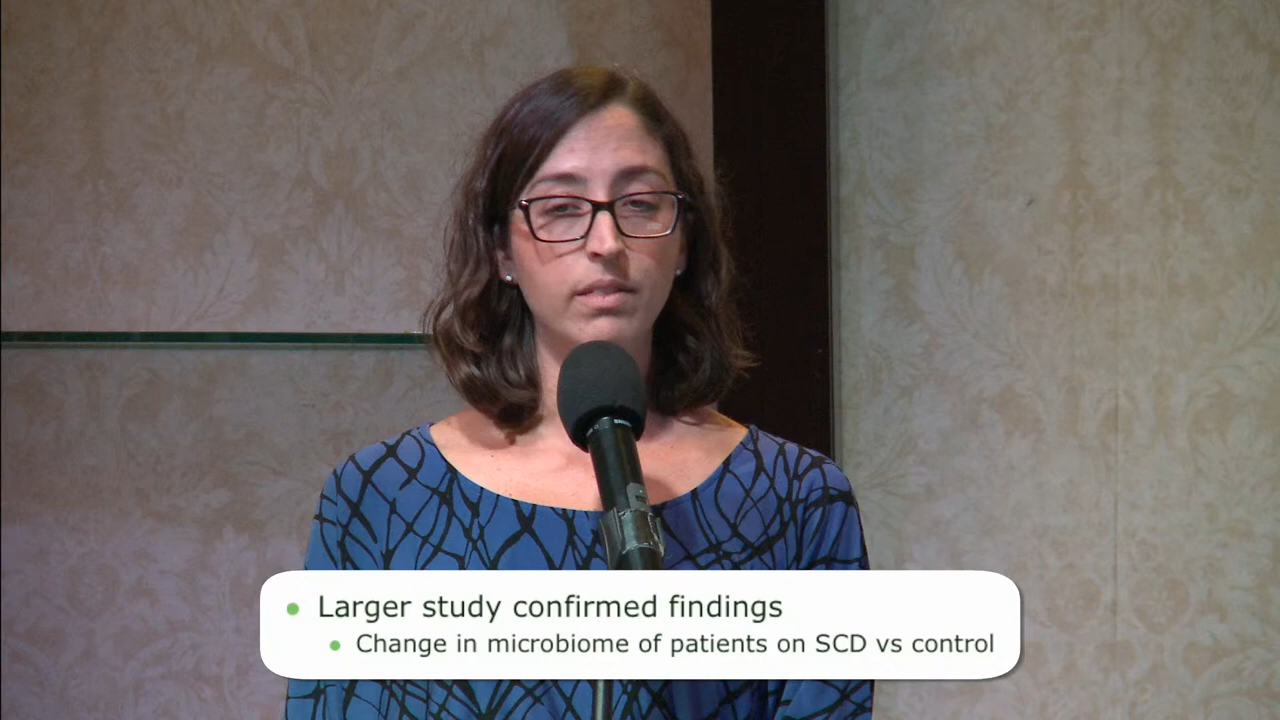 Larger study confirmed findings
Change in microbiome of patients on SCD vs control